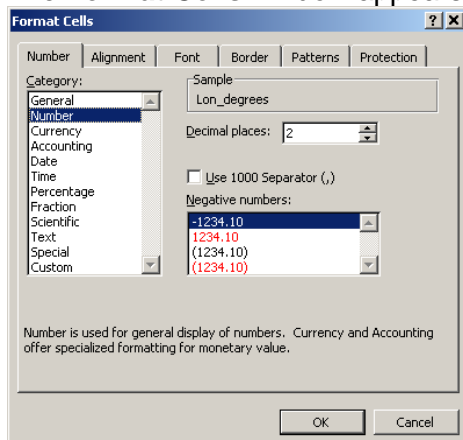 Format Cells
Number Alignment Font Border Patterns Protection
Category:
General
Number
Currency
Accounting
Date
Time
Percentage
Fraction
Scientific
Text
Special
Custom
Sample
Lon_degrees
Decimal places: 2
Use 1000 Separator (,)
Negative numbers:
-1234.10
1234.10
(1234.10)
(1234.10)
Number is used for general display of numbers. Currency and Accounting
offer specialized formatting for monetary value.
OK Cancel